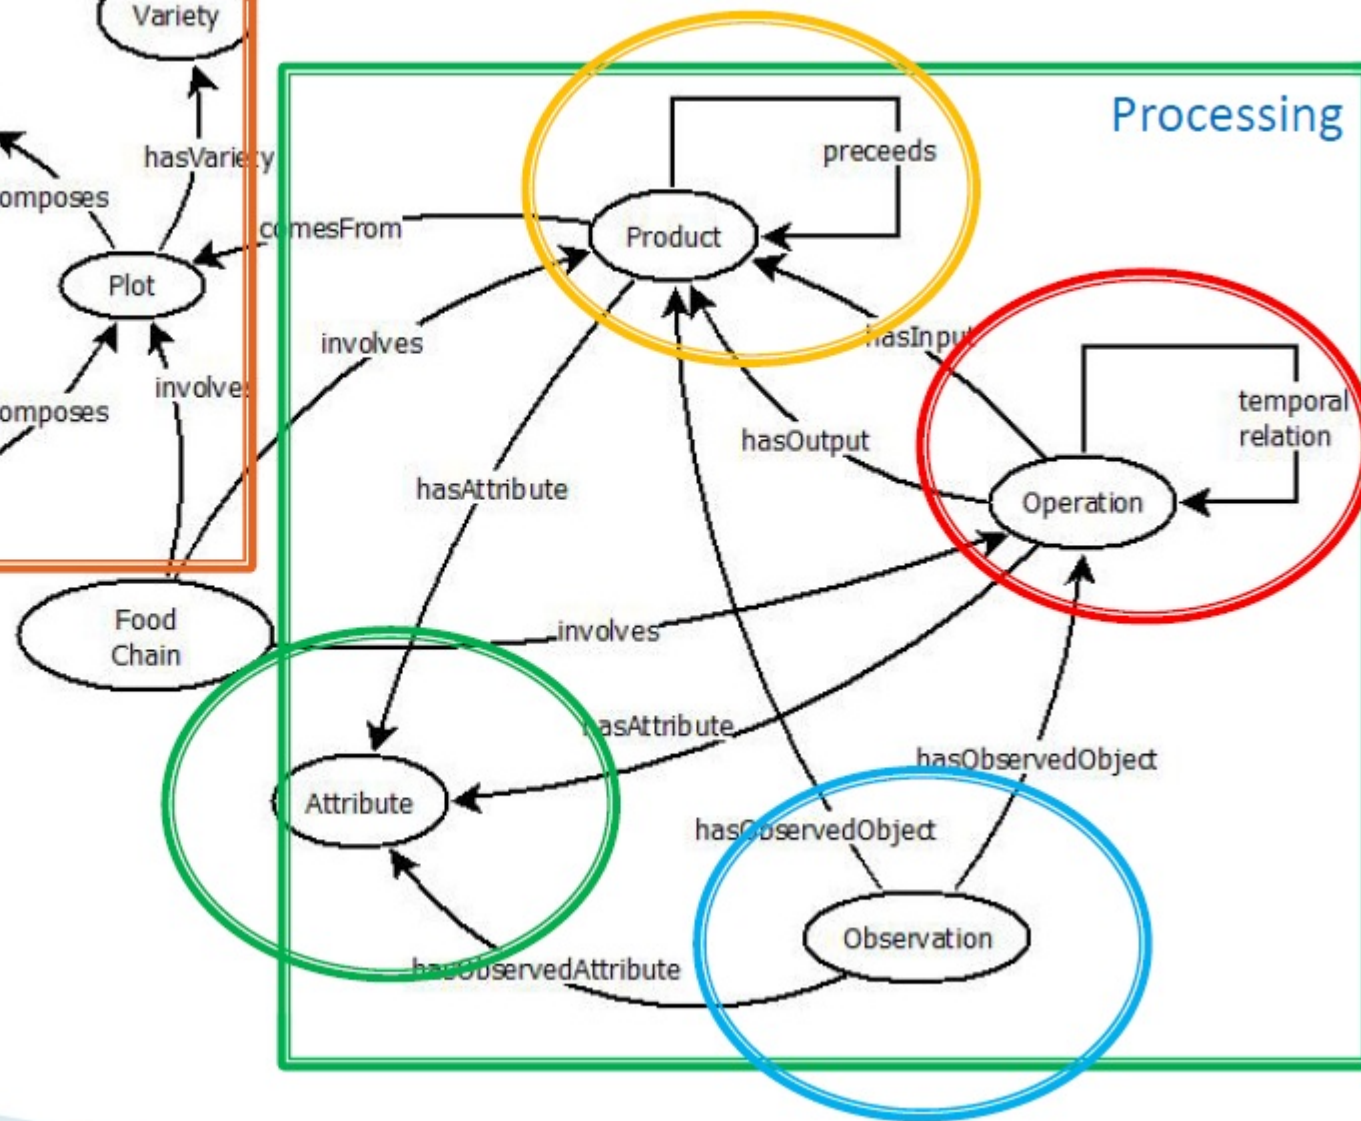 Variety
Processing
hasVariety
preceeds
omposes
comesFrom
Product
Plot
involves
hasInput
involves
temporal
relation
omposes
hasOutput
hasAttribute
Operation
Food
Chain
involves
hasAttribute
hasObservedObject
Attribute
hasObservedObject
Observation
hasObservedAttribute